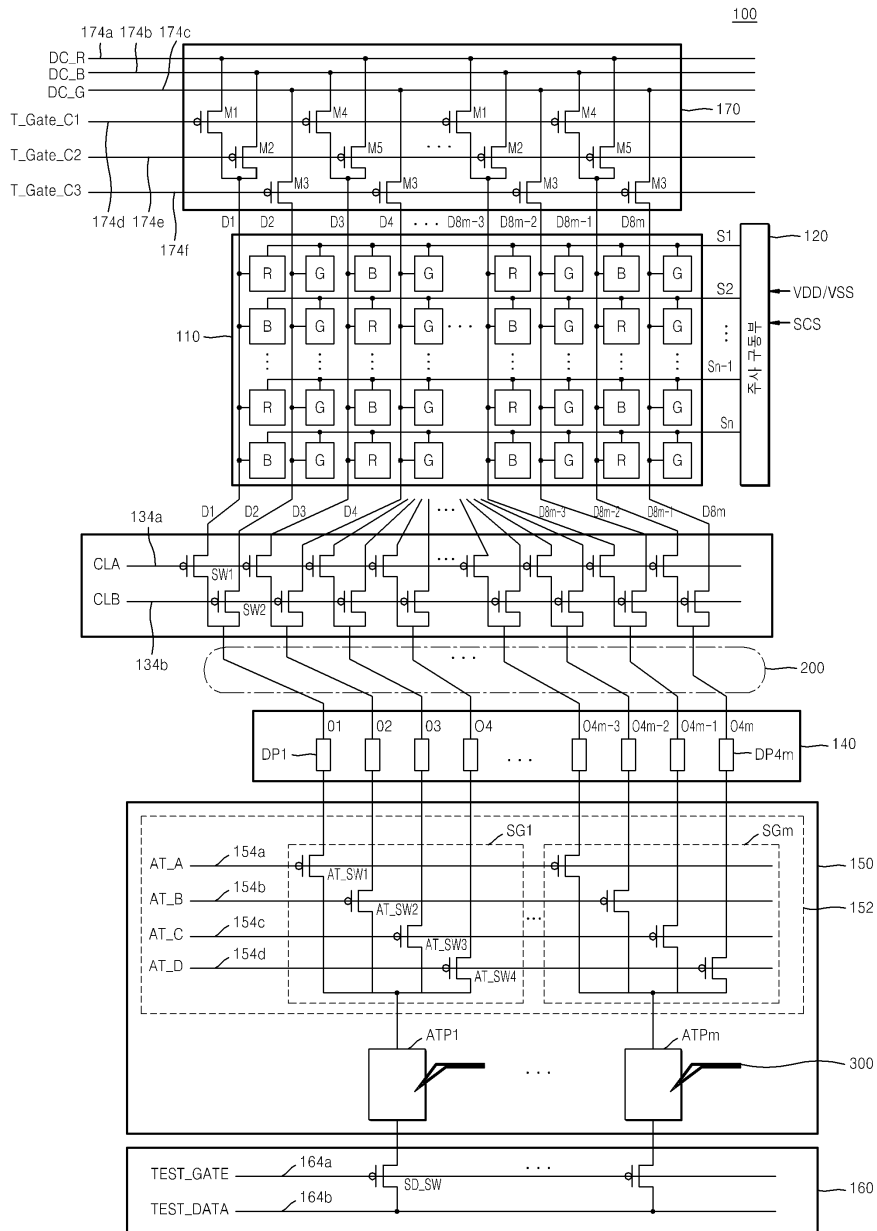 100
174a 174b 174c
DC_R
DC_B
DC_G
170
T_Gate_C1 M1 M4 M1 M4
T_Gate_C2 M2 M5 ... M2 M5
T_Gate_C3 M3 M3 M3 M3
174d 174e 174f
D1 D2 D3 D4 ... D8m-3 D8m-2 D8m-1 D8m
S1 120
R G B G R G B G
S2 VDD/VSS
B G R G ... B G R G
SCS
110
주사 구동부
Sn-1
R G B G R G B G
Sn
B G R G B G R G
D1 D2 D3 D4 ... D8m-3 D8m-2 D8m-1 D8m
134a
CLA SW1 ...
CLB SW2
134b
... 200
O1 O2 O3 O4 O4m-3 O4m-2 O4m-1 O4m
140
DP1 ... DP4m
SG1 SGm
AT_A 154a AT_SW1 150
AT_B 154b AT_SW2 152
...
AT_C 154c AT_SW3
AT_D 154d AT_SW4
ATP1 ATPm
... 300
TEST_GATE 164a SD_SW ...
160
TEST_DATA 164b